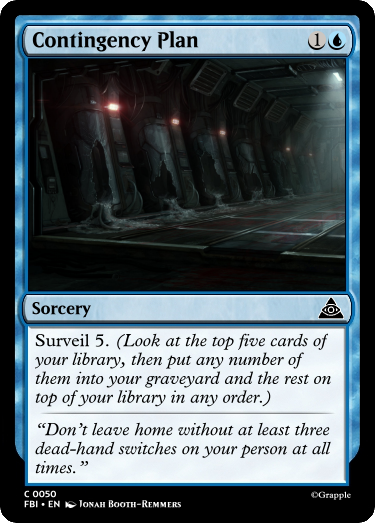 Contingency Plan 1
Sorcery
Surveil 5. (Look at the top five cards of
your library, then put any number of
them into your graveyard and the rest on
top of your library in any order.)
“Don’t leave home without at least three
dead-hand switches on your person at all
times.”
C 0050
FBI • EN Jonah Booth-Remmers
©Grapple